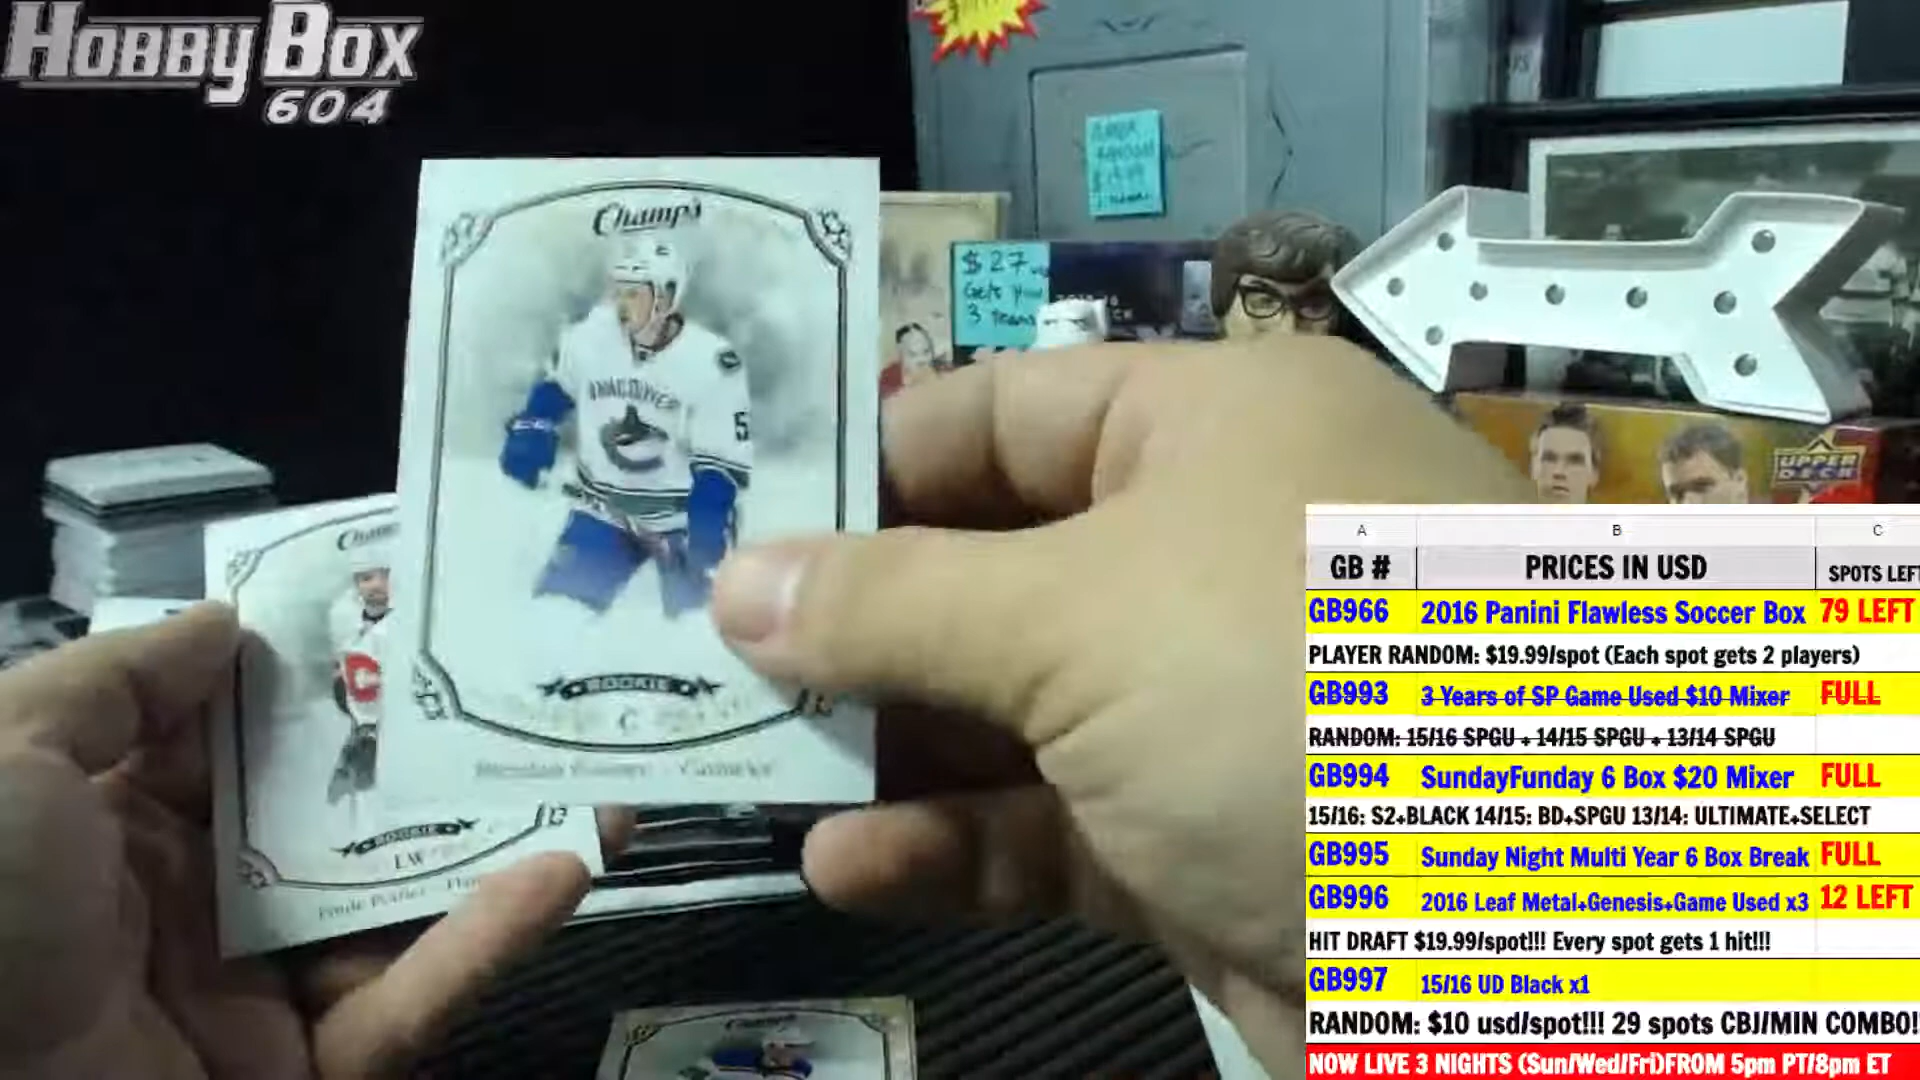 HOBBY BOX
604
Champs
VANCOUVER
5
ROOKIE
C
Champs
C
ROOKIE
LW
$27
Gets you
3 teams
UPPER
DECK
Champs
A B C
GB # PRICES IN USD SPOTS LEFT
GB966 2016 Panini Flawless Soccer Box 79 LEFT
PLAYER RANDOM: $19.99/spot (Each spot gets 2 players)
GB993 3 Years of SP Game Used $10 Mixer FULL
RANDOM: 15/16 SPGU + 14/15 SPGU + 13/14 SPGU
GB994 SundayFunday 6 Box $20 Mixer FULL
15/16: S2+BLACK 14/15: BD+SPGU 13/14: ULTIMATE+SELECT
GB995 Sunday Night Multi Year 6 Box Break FULL
GB996 2016 Leaf Metal+Genesis+Game Used x3 12 LEFT
HIT DRAFT $19.99/spot!!! Every spot gets 1 hit!!!
GB997 15/16 UD Black x1
RANDOM: $10 usd/spot!!! 29 spots CBJ/MIN COMBO!
NOW LIVE 3 NIGHTS (Sun/Wed/Fri)FROM 5pm PT/8pm ET